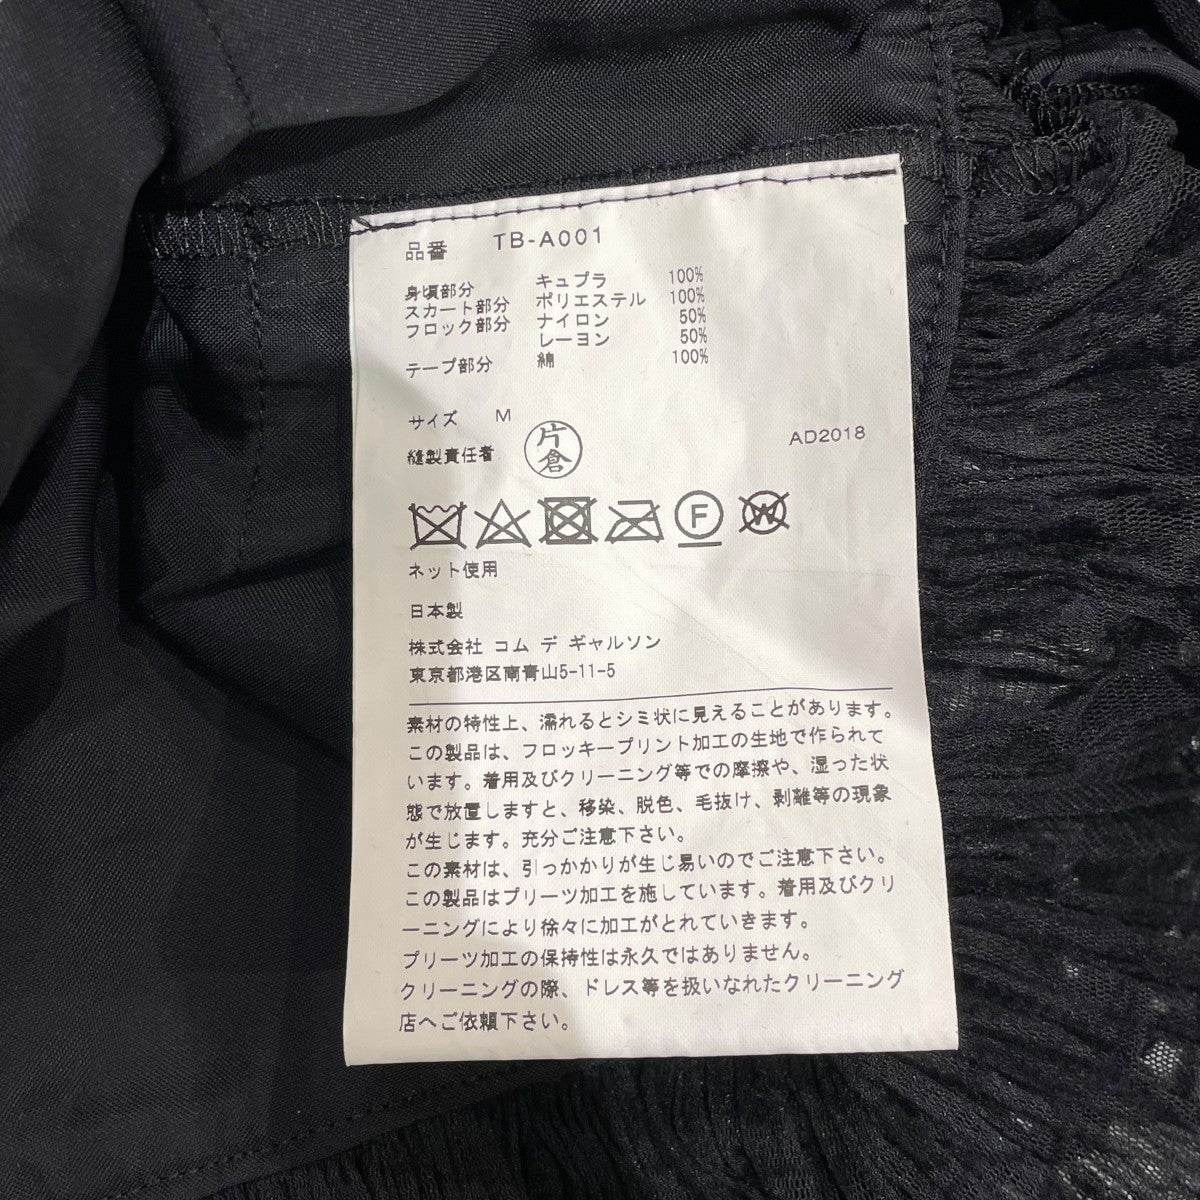 品番 TB-A001
身頃部分 キュプラ 100%
スカート部分 ポリエステル 100%
フロック部分 ナイロン 50%
レーヨン 50%
テープ部分 綿 100%
サイズ M
縫製責任者 片倉
AD2018
F W
ネット使用
日本製
株式会社 コム デ ギャルソン
東京都港区南青山5-11-5
素材の特性上、濡れるとシミ状に見えることがあります。
この製品は、フロッキープリント加工の生地で作られて
います。着用及びクリーニング等での摩擦や、湿った状
態で放置しますと、移染、脱色、毛抜け、剥離等の現象
が生じます。充分ご注意下さい。
この素材は、引っかかりが生じ易いのでご注意下さい。
この製品はプリーツ加工を施しています。着用及びクリ
ーニングにより徐々に加工がとれていきます。
プリーツ加工の保持性は永久ではありません。
クリーニングの際、ドレス等を扱いなれたクリーニング
店へご依頼下さい。